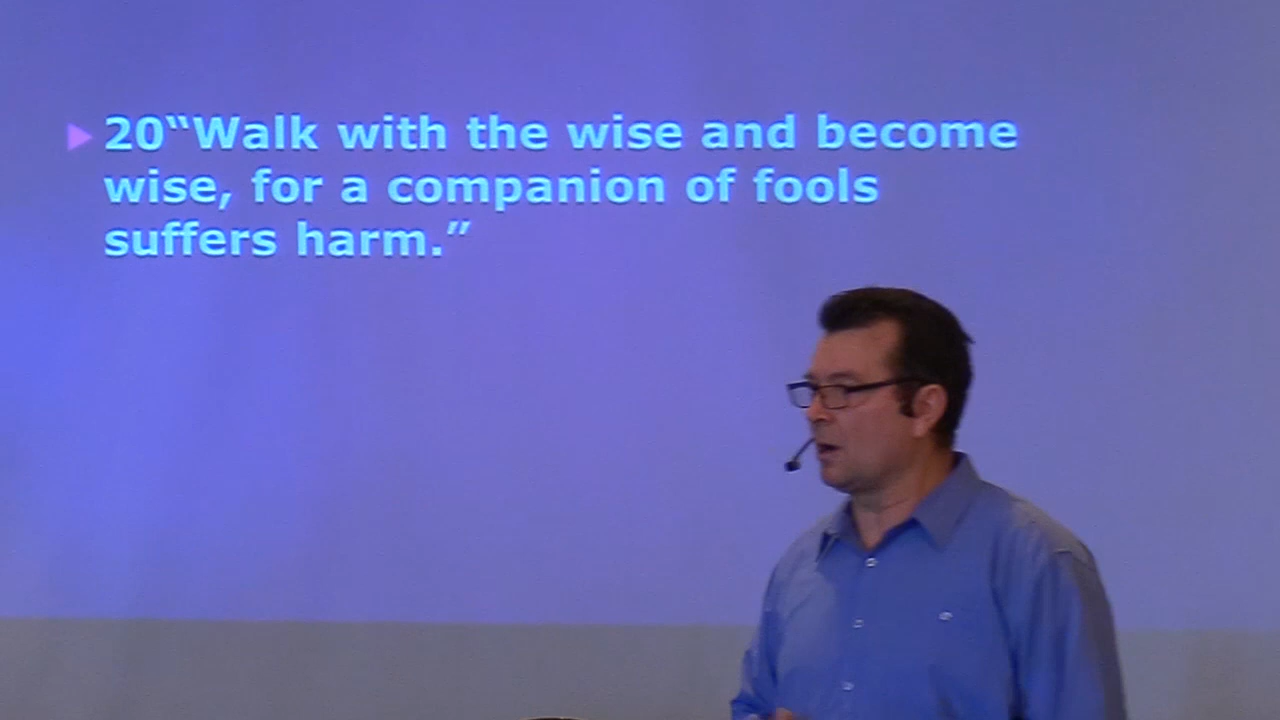 20“Walk with the wise and become
wise, for a companion of fools
suffers harm.”